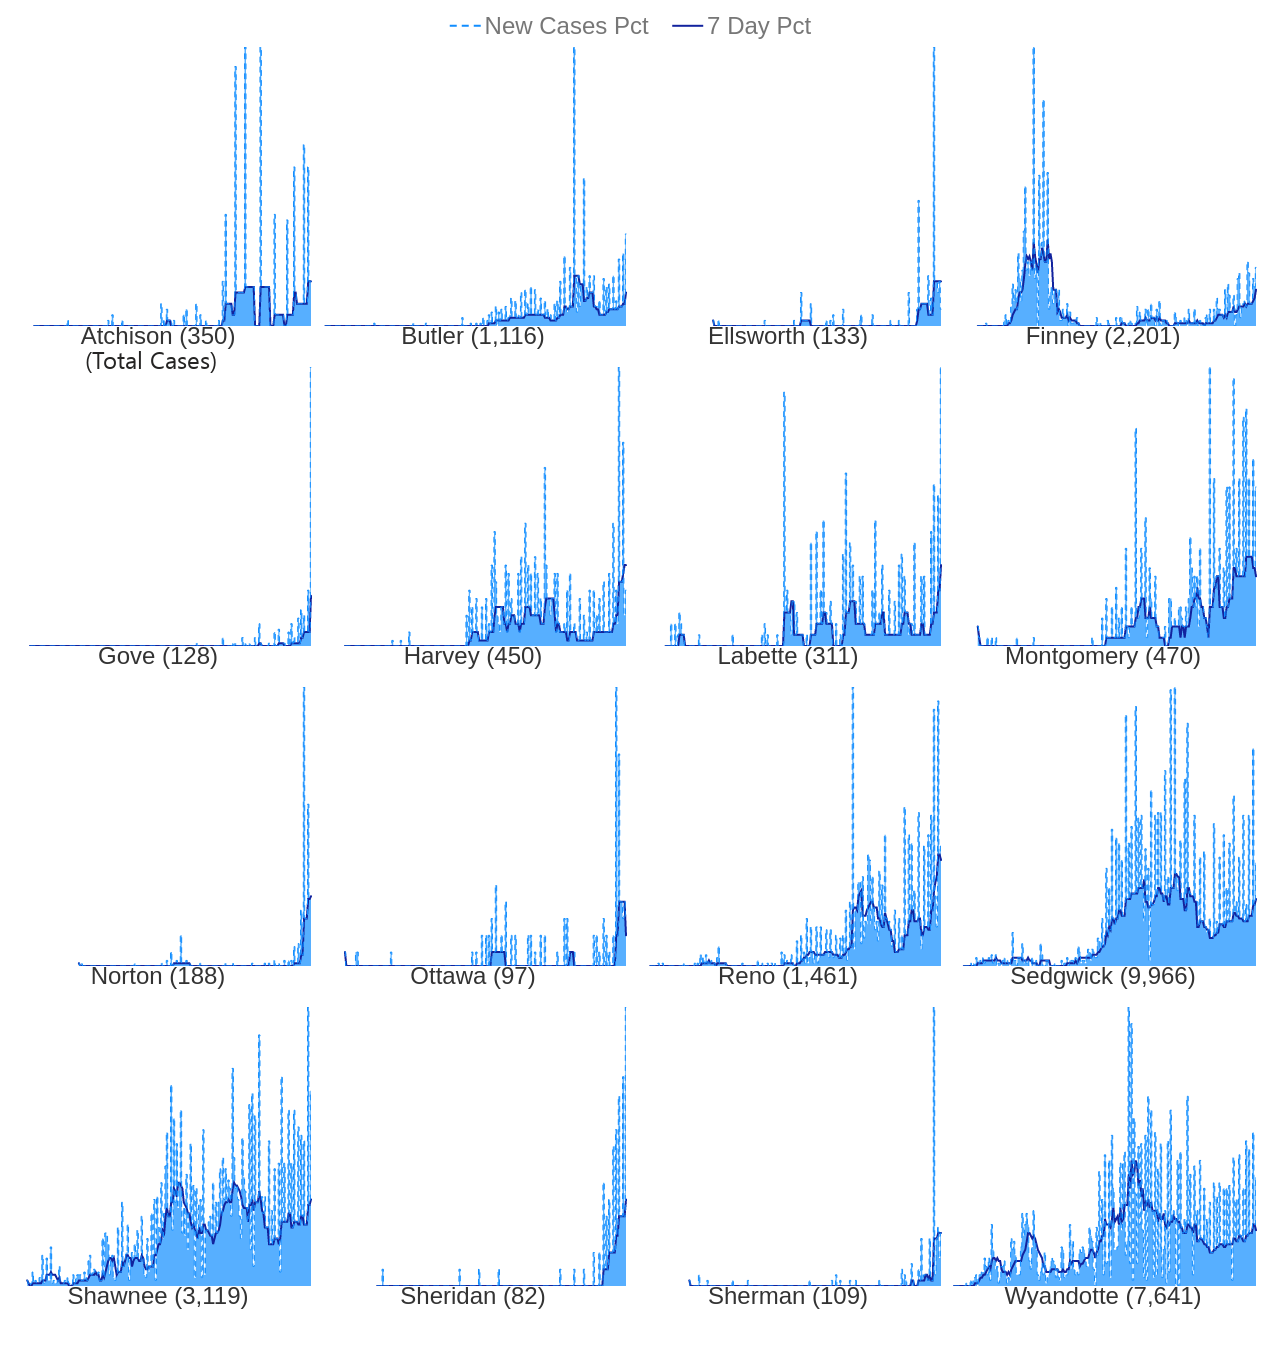 New Cases Pct 7 Day Pct
Atchison (350) Butler (1,116) Ellsworth (133) Finney (2,201)
(Total Cases)
Gove (128) Harvey (450) Labette (311) Montgomery (470)
Norton (188) Ottawa (97) Reno (1,461) Sedgwick (9,966)
Shawnee (3,119) Sheridan (82) Sherman (109) Wyandotte (7,641)